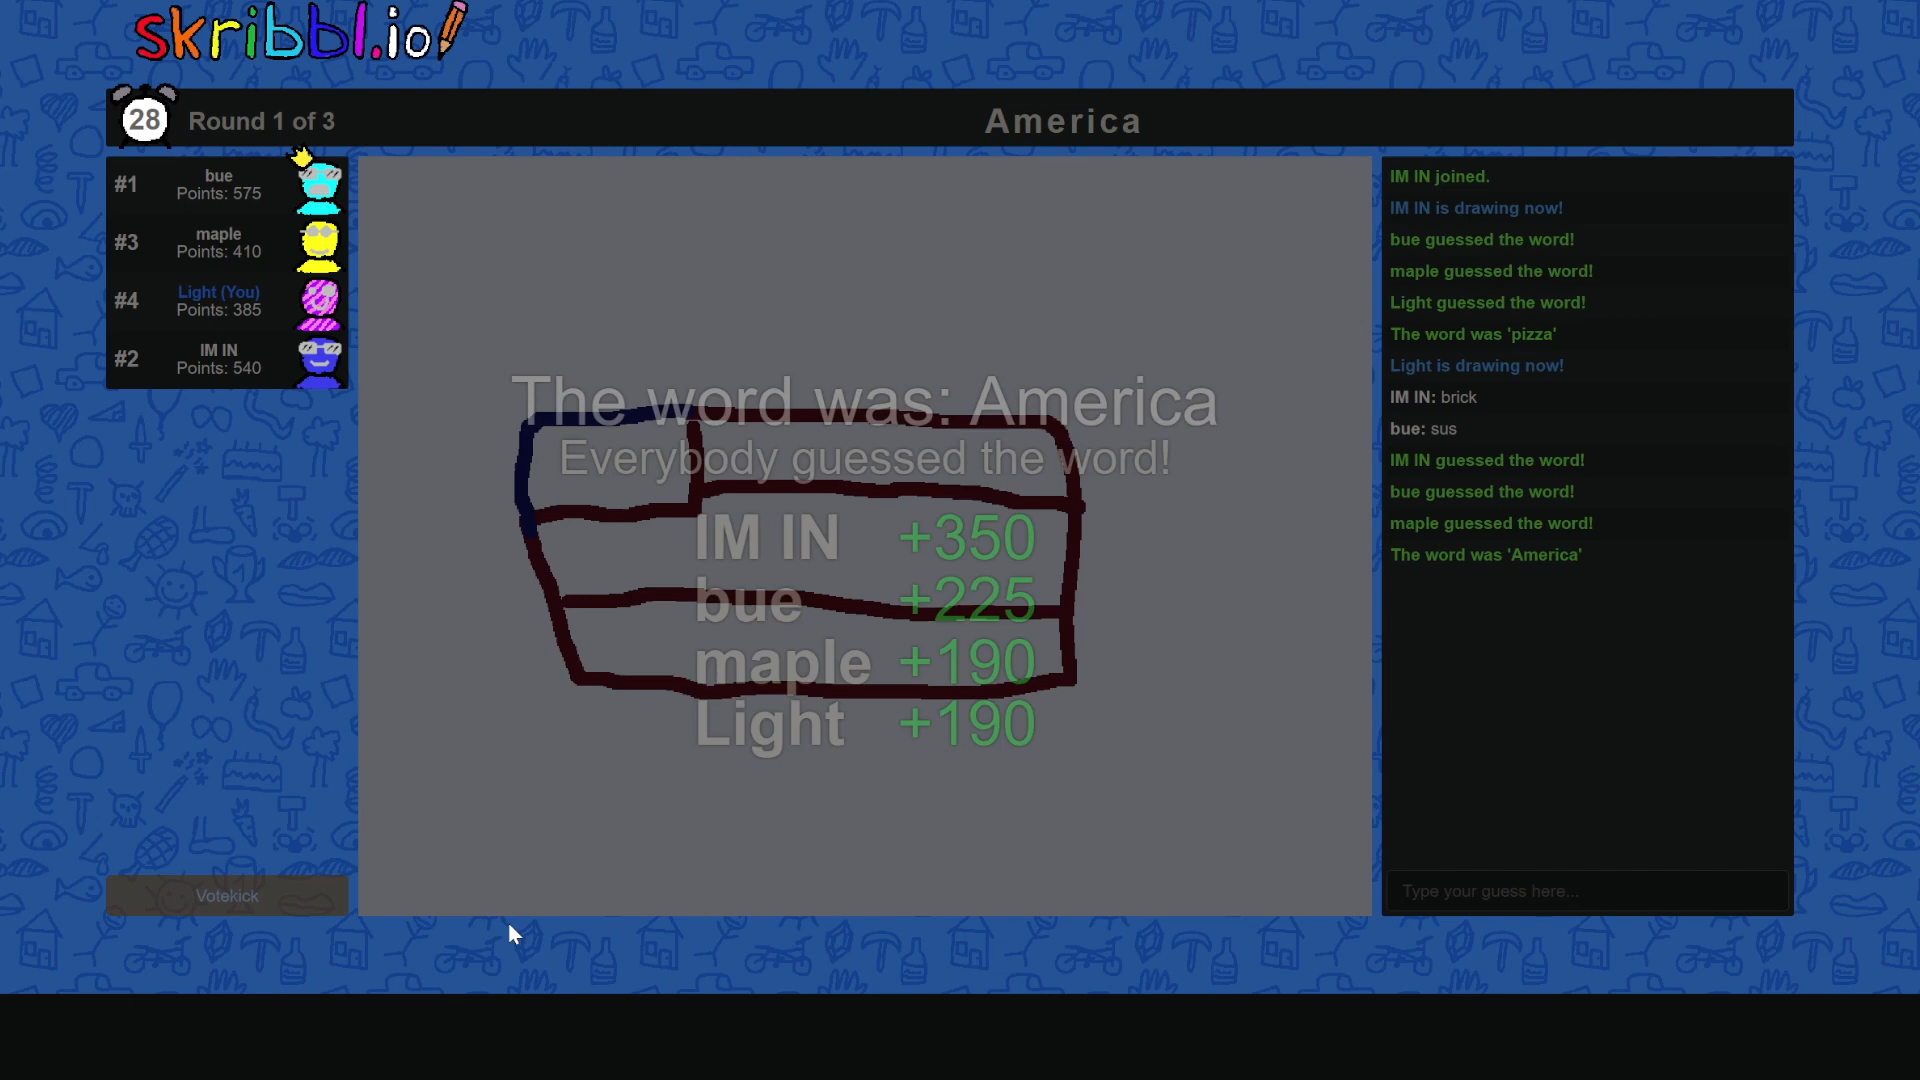 skribbl.io
28
Round 1 of 3
America
#1
bue
Points: 575
#3
maple
Points: 410
#4
Light (You)
Points: 385
#2
IM IN
Points: 540
Votekick
The word was: America
Everybody guessed the word!
IM IN +350
bue +225
maple +190
Light +190
IM IN joined.
IM IN is drawing now!
bue guessed the word!
maple guessed the word!
Light guessed the word!
The word was 'pizza'
Light is drawing now!
IM IN: brick
bue: sus
IM IN guessed the word!
bue guessed the word!
maple guessed the word!
The word was 'America'
Type your guess here...